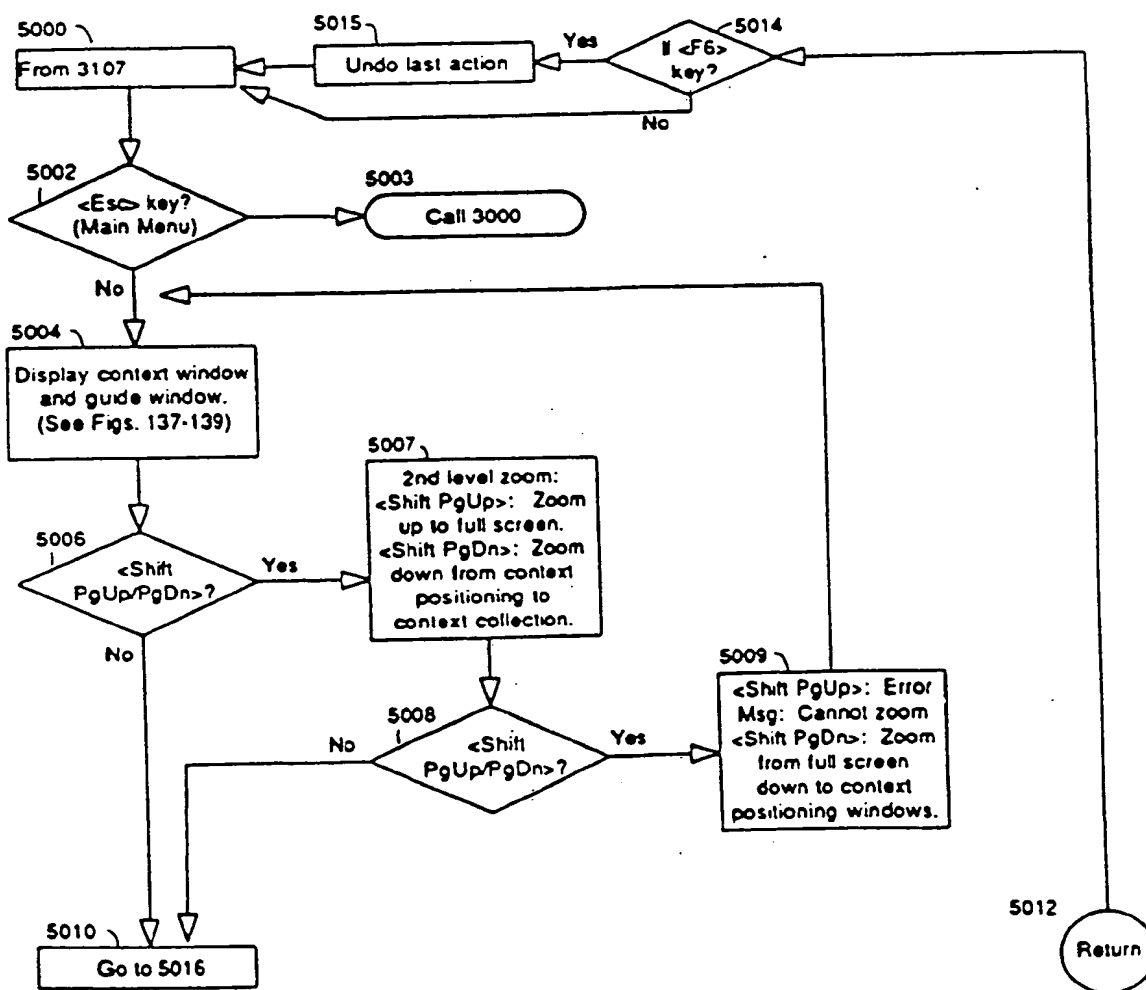 5000
From 3107
5015
Undo last action
Yes
5014
If <F6>
key?
No
5002
<Esc> key?
(Main Menu)
5003
Call 3000
No
5004
Display context window
and guide window.
(See Figs. 137-139)
5006
<Shift
PgUp/PgDn>?
Yes
No
5007
2nd level zoom:
<Shift PgUp>: Zoom
up to full screen.
<Shift PgDn>: Zoom
down from context
positioning to
context collection.
5008
<Shift
PgUp/PgDn>?
No
Yes
5009
<Shift PgUp>: Error
Msg: Cannot zoom
<Shift PgDn>: Zoom
from full screen
down to context
positioning windows.
5010
Go to 5016
5012
Return